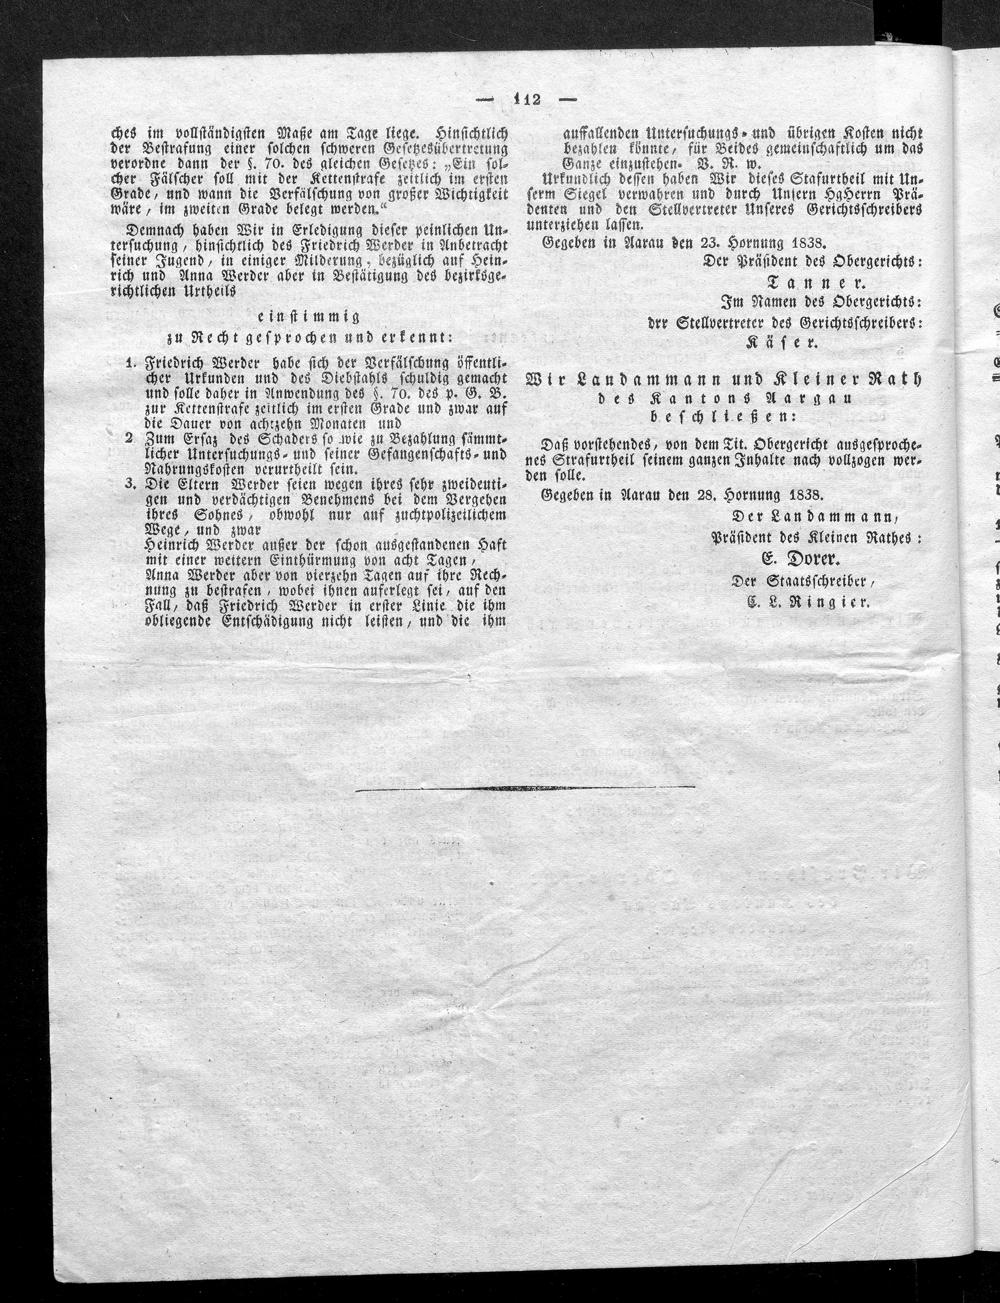 — 112 —
ches im vollständigsten Maße am Tage liege. Hinsichtlich
der Bestrafung einer solchen schweren Gesetzesübertretung
verordne dann der §. 70. des gleichen Gesetzes: „Ein sol-
cher Fälscher soll mit der Kettenstrafe zeitlich im ersten
Grade, und wann die Verfälschung von großer Wichtigkeit
wäre, im zweiten Grade belegt werden.“
Demnach haben Wir in Erledigung dieser peinlichen Un-
tersuchung, hinsichtlich des Friedrich Werder in Anbetracht
seiner Jugend, in einiger Milderung, bezüglich auf Hein-
rich und Anna Werder aber in Bestätigung des bezirksge-
richtlichen Urtheils
einstimmig
zu Recht gesprochen und erkennt:
1. Friedrich Werder habe sich der Verfälschung öffentli-
cher Urkunden und des Diebstahls schuldig gemacht
und solle daher in Anwendung des §. 70. des p. G. B.
zur Kettenstrafe zeitlich im ersten Grade und zwar auf
die Dauer von achtzehn Monaten und
2 Zum Ersaz des Schaders so wie zu Bezahlung sämmt-
licher Untersuchungs- und seiner Gefangenschafts- und
Nahrungskosten verurtheilt sein.
3. Die Eltern Werder seien wegen ihres sehr zweideuti-
gen und verdächtigen Benehmens bei dem Vergehen
ihres Sohnes, obwohl nur auf zuchtpolizeilichem
Wege, und zwar
Heinrich Werder außer der schon ausgestandenen Haft
mit einer weitern Einthürmung von acht Tagen,
Anna Werder aber von vierzehn Tagen auf ihre Rech-
nung zu bestrafen, wobei ihnen auferlegt sei, auf den
Fall, daß Friedrich Werder in erster Linie die ihm
obliegende Entschädigung nicht leisten, und die ihm
auffallenden Untersuchungs- und übrigen Kosten nicht
bezahlen könnte, für Beides gemeinschaftlich um das
Ganze einzustehen. V. R. w.
Urkundlich dessen haben Wir dieses Stafurtheil mit Un-
serm Siegel verwahren und durch Unsern HgHerrn Prä-
denten und den Stellvertreter Unseres Gerichtsschreibers
unterziehen lassen.
Gegeben in Aarau den 23. Hornung 1838.
Der Präsident des Obergerichts:
Tanner.
Im Namen des Obergerichts:
drr Stellvertreter des Gerichtsschreibers:
Käser.
Wir Landammann und Kleiner Rath
des Kantons Aargau
beschließen:
Daß vorstehendes, von dem Tit. Obergericht ausgesproche-
nes Strafurtheil seinem ganzen Inhalte nach vollzogen wer-
den solle.
Gegeben in Aarau den 28. Hornung 1838.
Der Landammann,
Präsident des Kleinen Rathes:
E. Dorer.
Der Staatsschreiber,
C. L. Ringier.